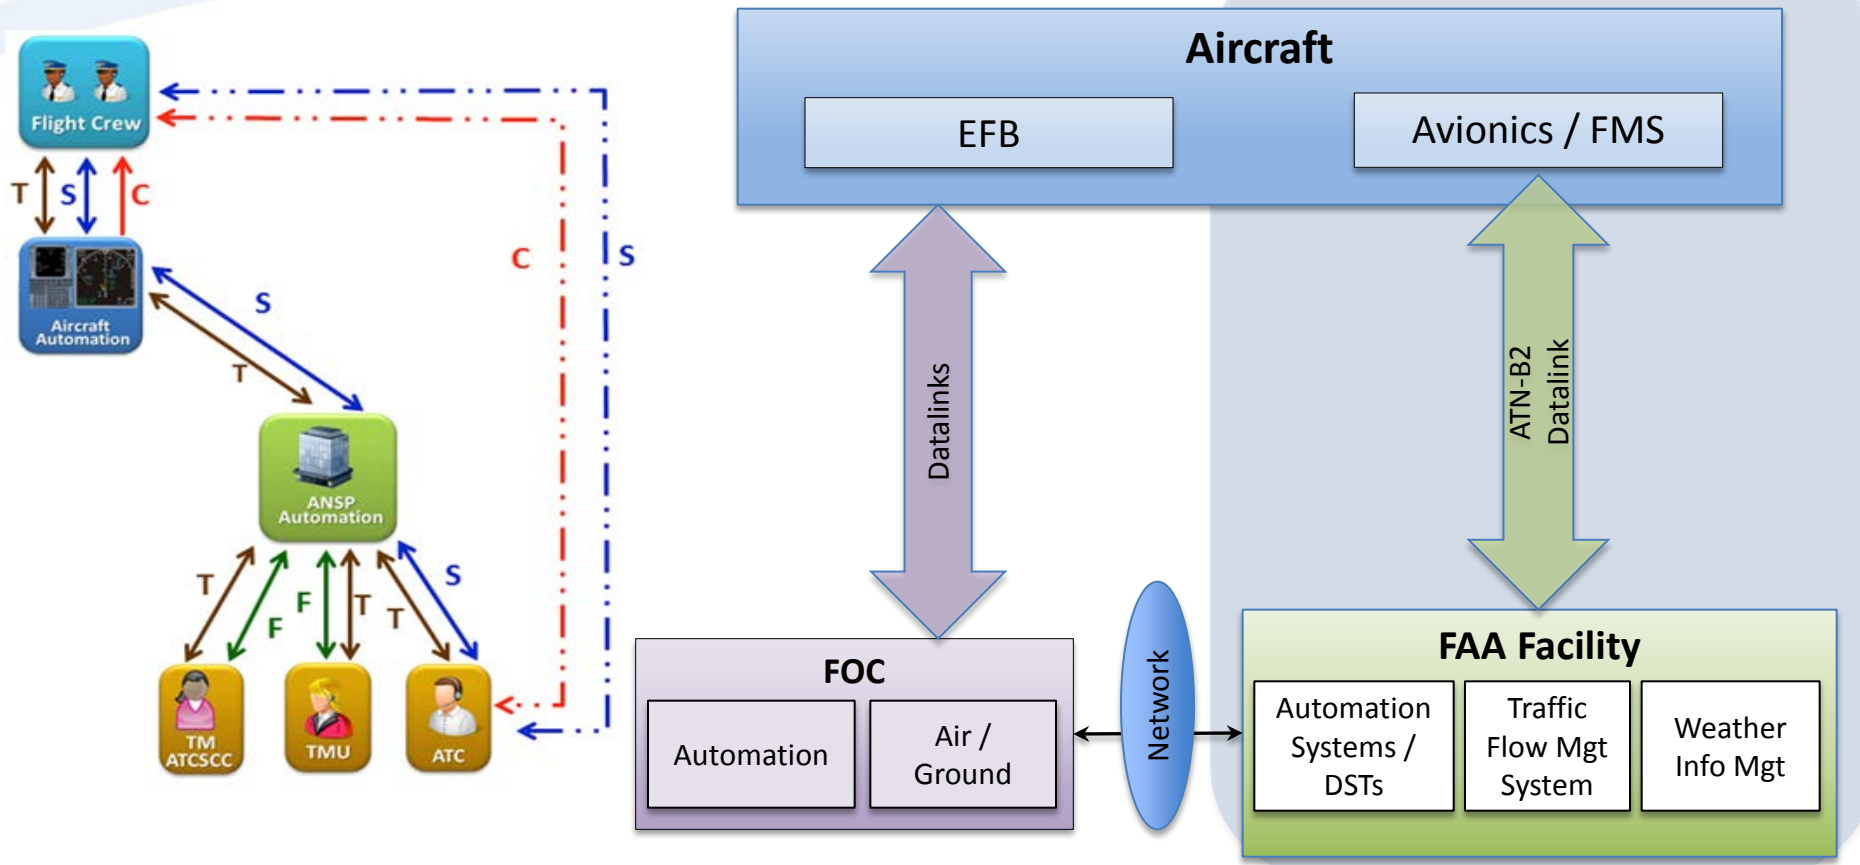 Flight Crew
T
S
C
Aircraft
Automation
S
T
C
S
ANSP
Automation
T
F
F
T
T
S
TM
ATCSCC
TMU
ATC
Aircraft
EFB
Avionics / FMS
Datalinks
ATN-B2
Datalink
FOC
Automation
Air /
Ground
Network
FAA Facility
Automation
Systems /
DSTs
Traffic
Flow Mgt
System
Weather
Info Mgt